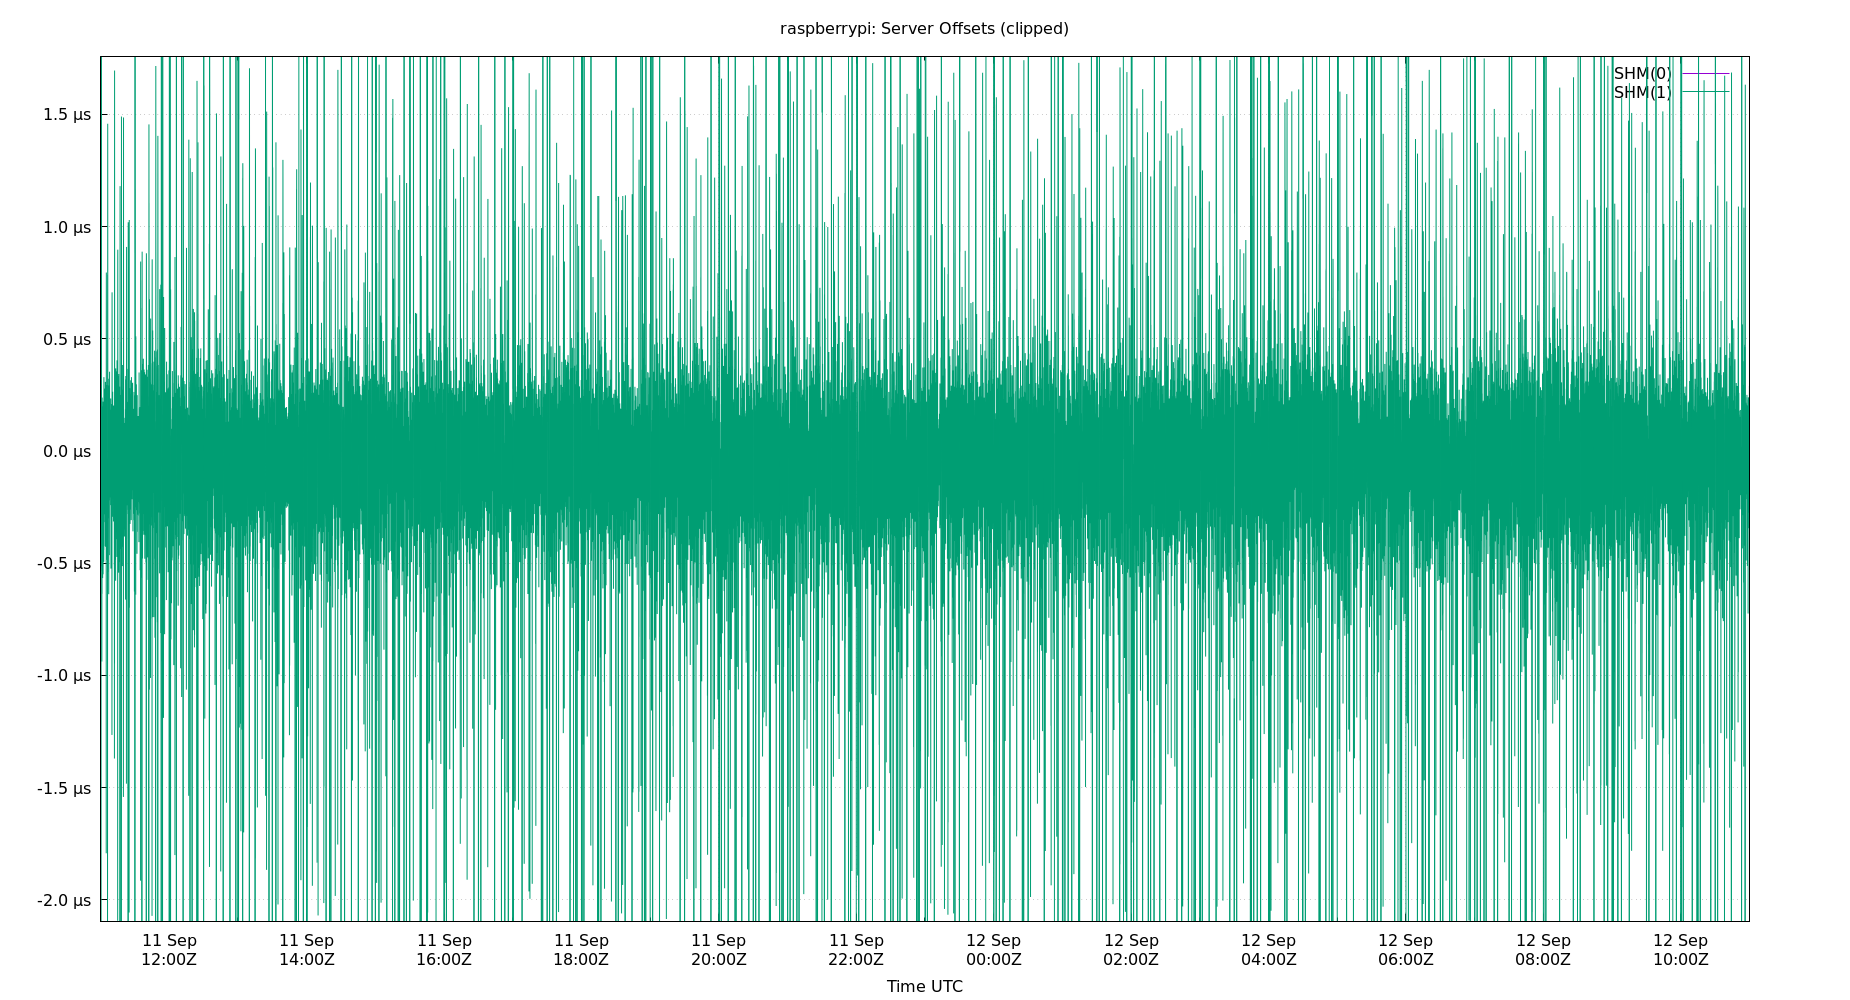 raspberrypi: Server Offsets (clipped)
SHM(0)
SHM(1)
1.5 µs
1.0 µs
0.5 µs
0.0 µs
-0.5 µs
-1.0 µs
-1.5 µs
-2.0 µs
11 Sep 11 Sep 11 Sep 11 Sep 11 Sep 11 Sep 12 Sep 12 Sep 12 Sep 12 Sep 12 Sep 12 Sep
12:00Z 14:00Z 16:00Z 18:00Z 20:00Z 22:00Z 00:00Z 02:00Z 04:00Z 06:00Z 08:00Z 10:00Z
Time UTC